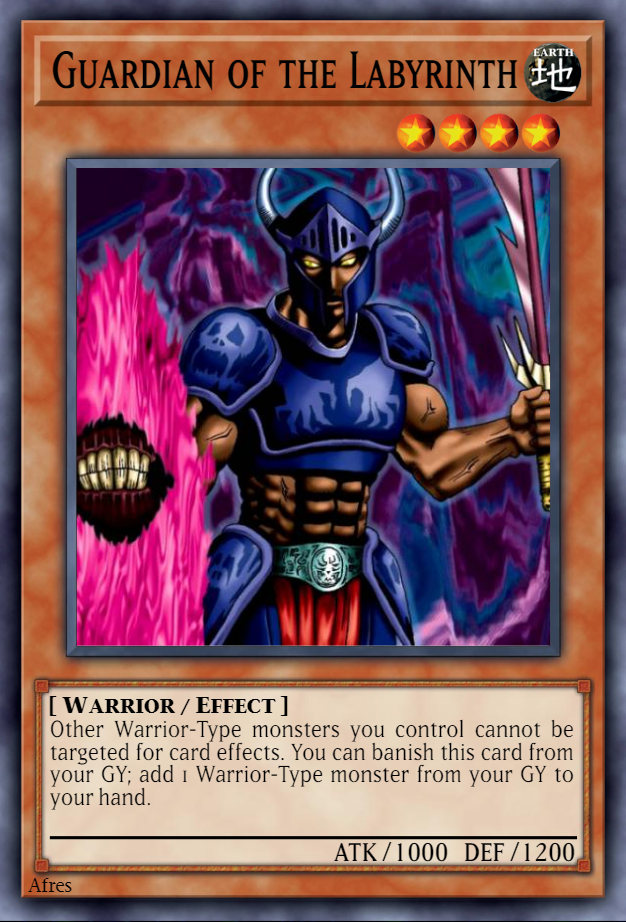 Guardian of the Labyrinth
EARTH
地
[ Warrior / Effect ]
Other Warrior-Type monsters you control cannot be
targeted for card effects. You can banish this card from
your GY; add 1 Warrior-Type monster from your GY to
your hand.
ATK/1000 DEF/1200
Afres